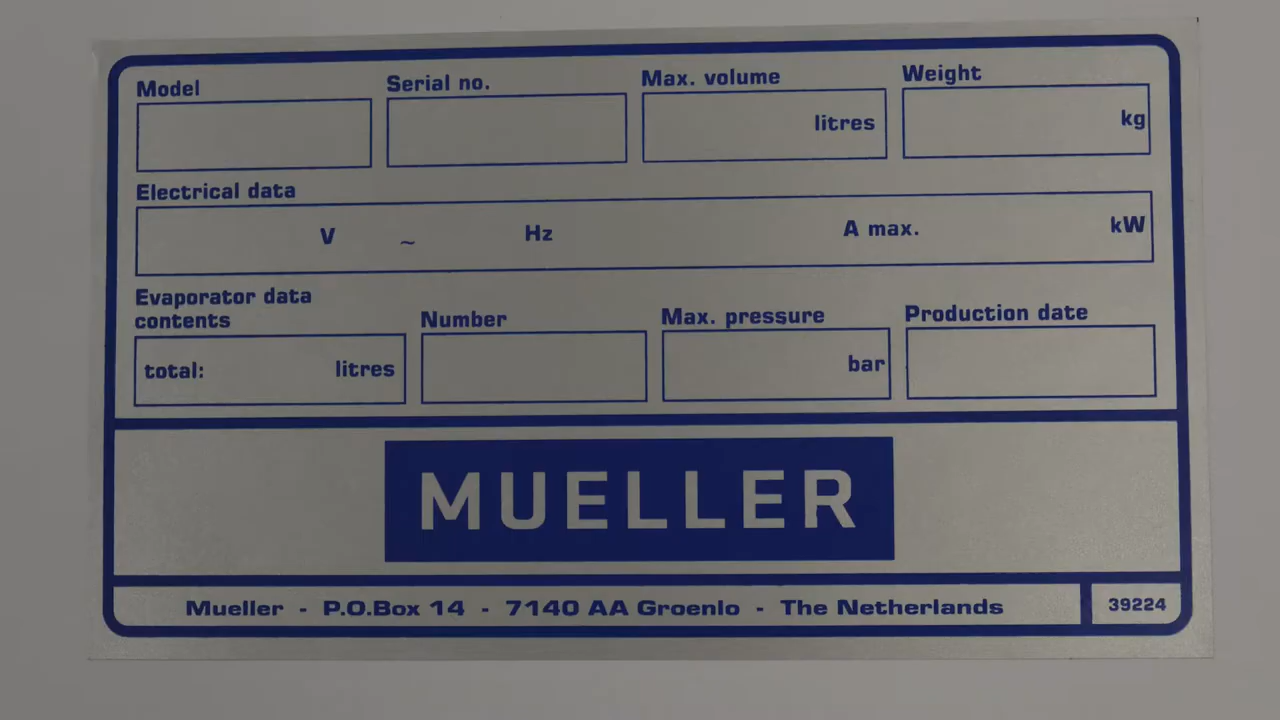 Model Serial no. Max. volume Weight
litres kg
Electrical data
V ~ Hz A max. kW
Evaporator data
contents Number Max. pressure Production date
total: litres bar
MUELLER
Mueller - P.O.Box 14 - 7140 AA Groenlo - The Netherlands 39224